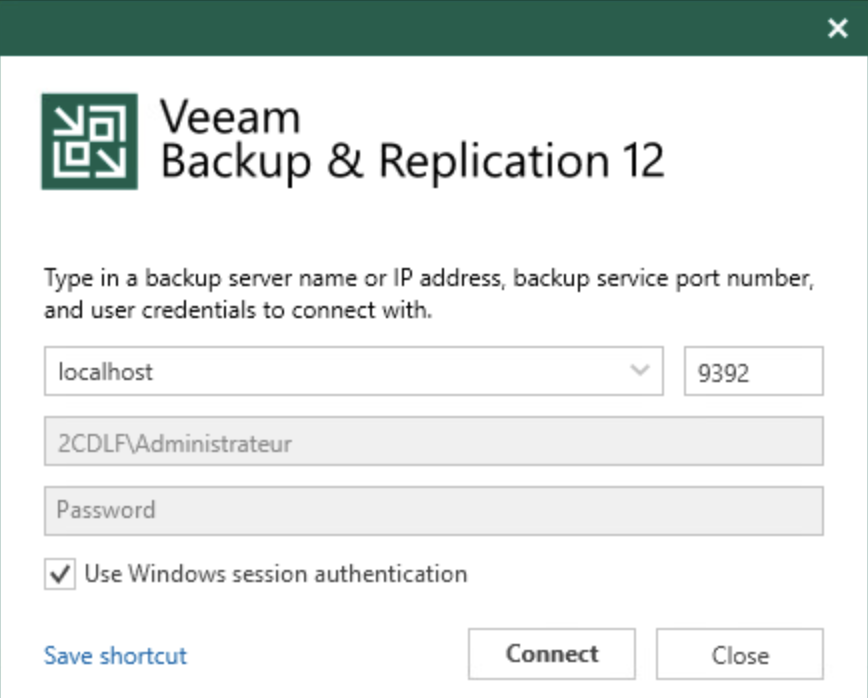 Veeam
Backup & Replication 12
Type in a backup server name or IP address, backup service port number,
and user credentials to connect with.
localhost 9392
2CDLF\Administrateur
Password
Use Windows session authentication
Save shortcut Connect Close